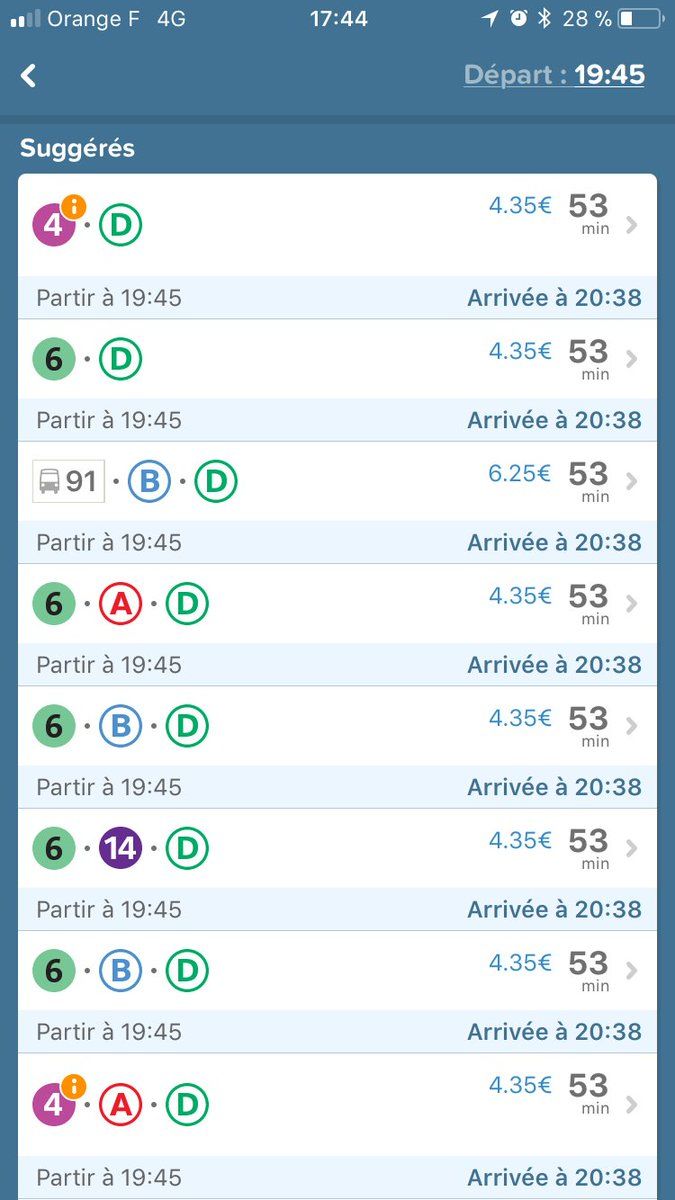 Orange F 4G 17:44 28 %
Départ : 19:45
Suggérés
4 i · D 4.35€ 53 min
Partir à 19:45 Arrivée à 20:38
6 · D 4.35€ 53 min
Partir à 19:45 Arrivée à 20:38
91 · B · D 6.25€ 53 min
Partir à 19:45 Arrivée à 20:38
6 · A · D 4.35€ 53 min
Partir à 19:45 Arrivée à 20:38
6 · B · D 4.35€ 53 min
Partir à 19:45 Arrivée à 20:38
6 · 14 · D 4.35€ 53 min
Partir à 19:45 Arrivée à 20:38
6 · B · D 4.35€ 53 min
Partir à 19:45 Arrivée à 20:38
4 i · A · D 4.35€ 53 min
Partir à 19:45 Arrivée à 20:38